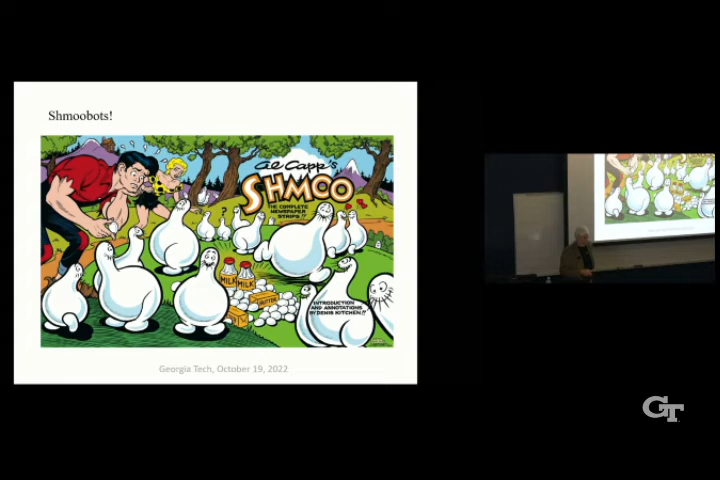 Shmoobots!
Al Capp's
SHMOO
THE COMPLETE
NEWSPAPER
STRIPS!!
?
MILK MILK
BUTTER
INTRODUCTION
AND ANNOTATIONS
BY DENIS KITCHEN!!
Georgia Tech, October 19, 2022
GT